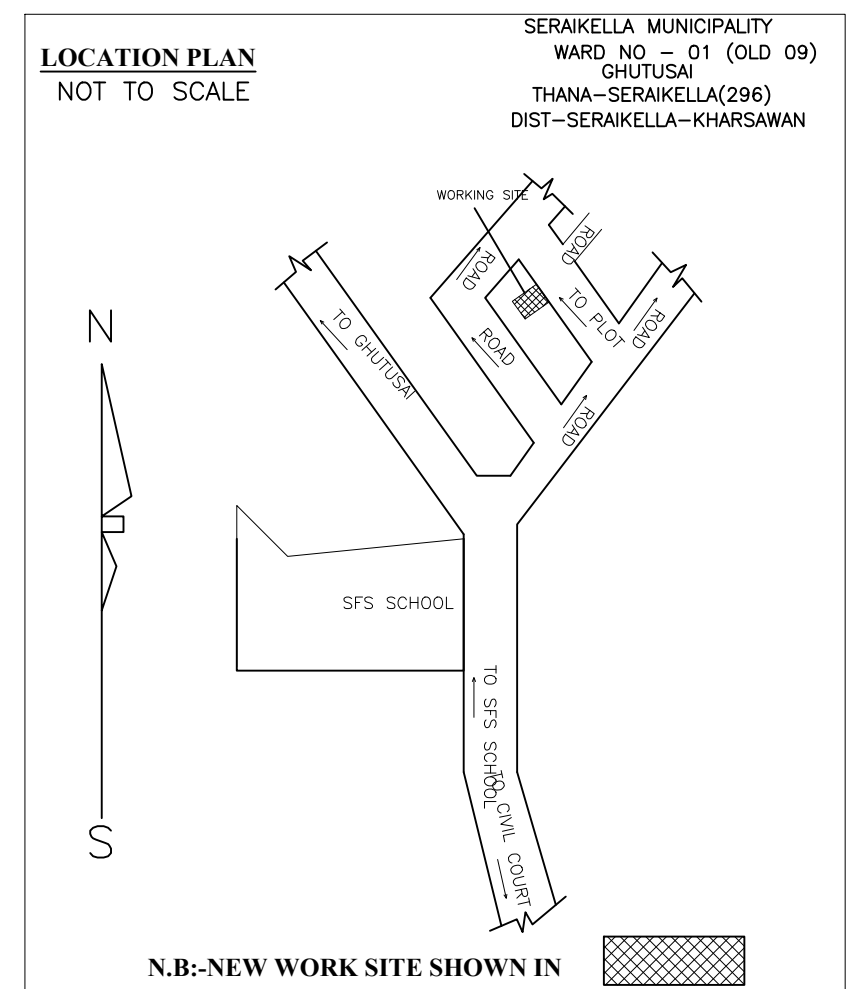 LOCATION PLAN
NOT TO SCALE
SERAIKELLA MUNICIPALITY
WARD NO – 01 (OLD 09)
GHUTUSAI
THANA–SERAIKELLA(296)
DIST–SERAIKELLA–KHARSAWAN
WORKING SITE
ROAD
ROAD
TO PLOT
ROAD
TO GHUTUSAI
ROAD
ROAD
N
SFS SCHOOL
TO SFS SCHOOL
TO CIVIL COURT
S
N.B:-NEW WORK SITE SHOWN IN